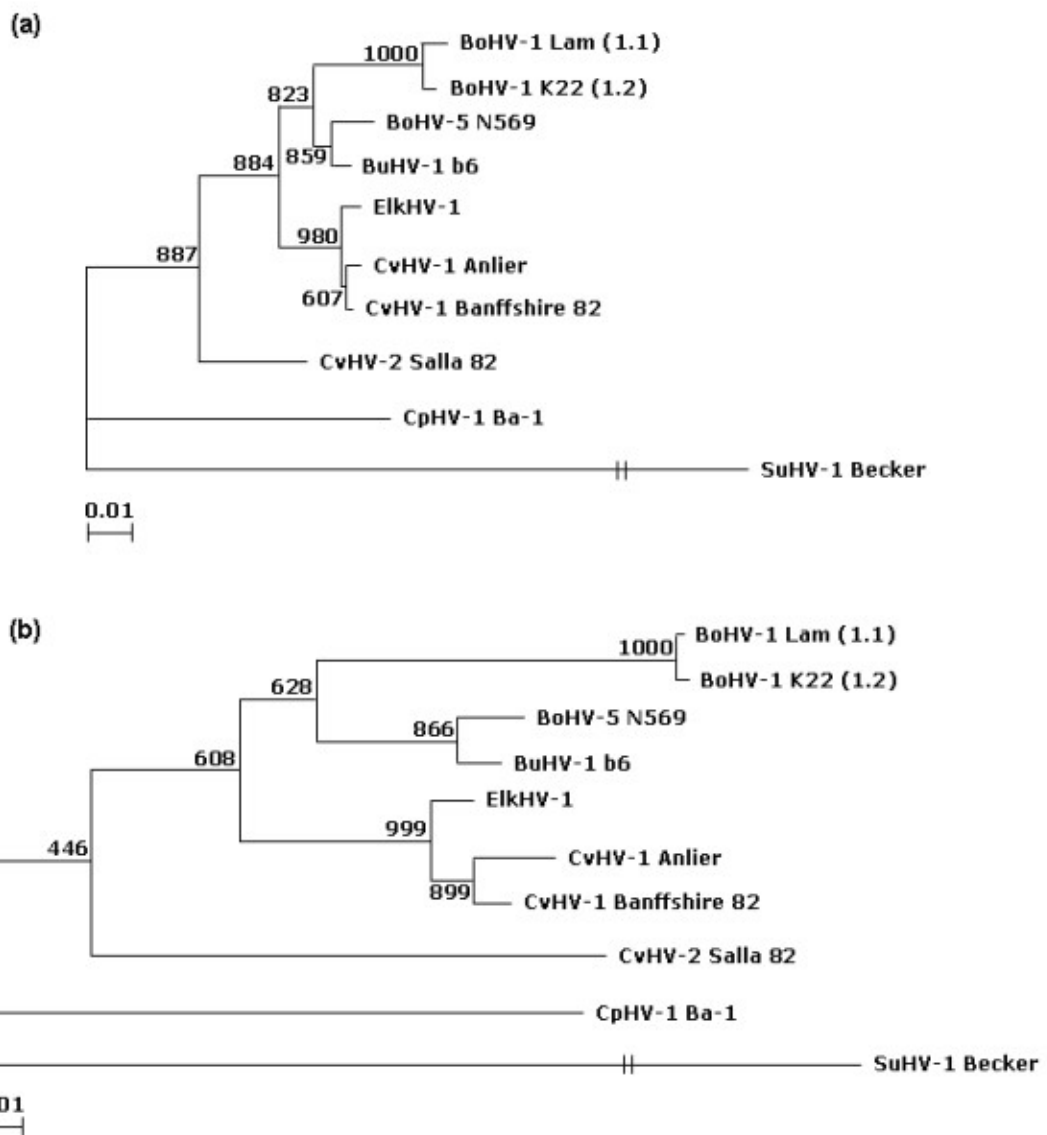 (a)
BoHV-1 Lam (1.1)
1000
BoHV-1 K22 (1.2)
823
BoHV-5 N569
859
884
BuHV-1 b6
ElkHV-1
980
887
CvHV-1 Anlier
607
CvHV-1 Banffshire 82
CvHV-2 Salla 82
CpHV-1 Ba-1
SuHV-1 Becker
0.01
(b)
BoHV-1 Lam (1.1)
1000
BoHV-1 K22 (1.2)
628
BoHV-5 N569
866
608
BuHV-1 b6
ElkHV-1
999
446
CvHV-1 Anlier
899
CvHV-1 Banffshire 82
CvHV-2 Salla 82
CpHV-1 Ba-1
SuHV-1 Becker
01